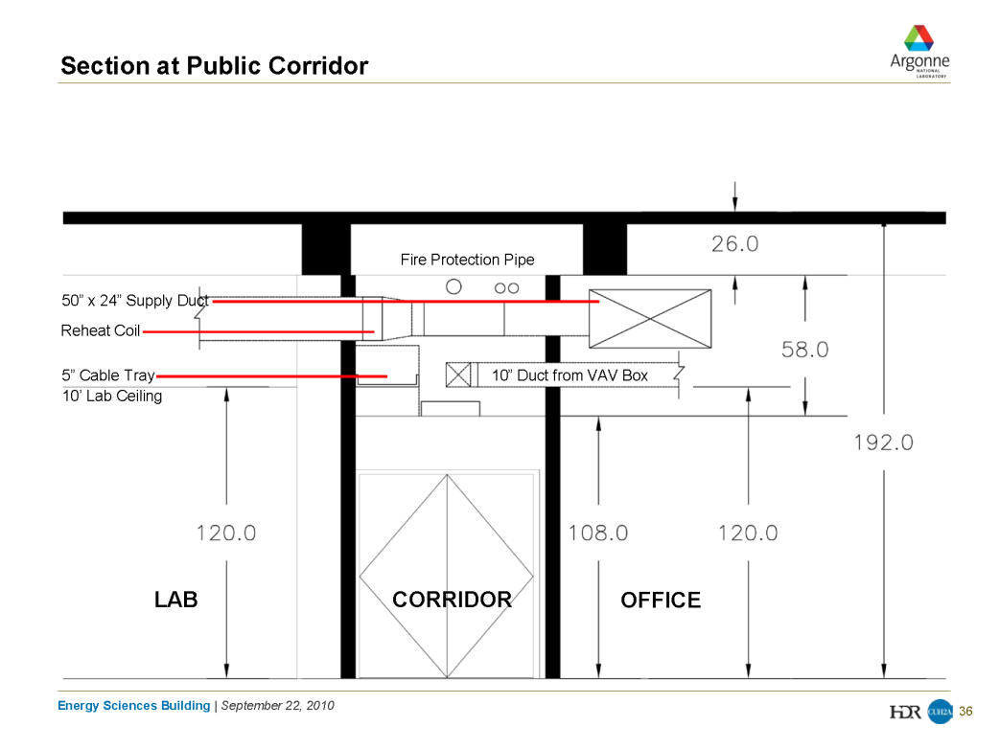 Section at Public Corridor
Argonne
NATIONAL
LABORATORY
26.0
Fire Protection Pipe
50” x 24” Supply Duct
Reheat Coil
58.0
5” Cable Tray
10” Duct from VAV Box
10’ Lab Ceiling
192.0
120.0
108.0
120.0
LAB
CORRIDOR
OFFICE
Energy Sciences Building | September 22, 2010
HDR CUH2A 36